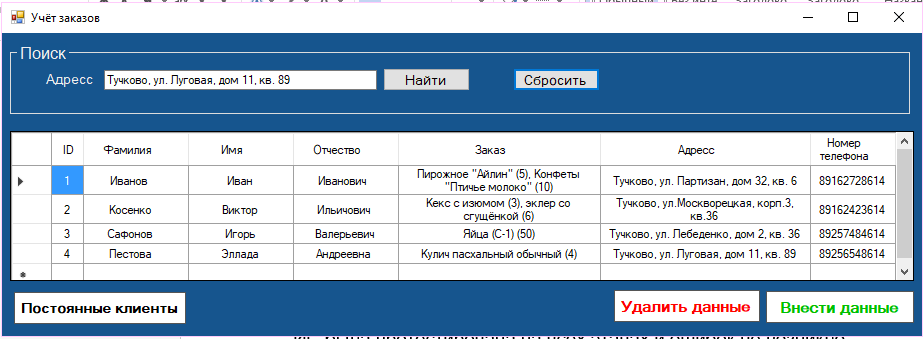 Учёт заказов
Поиск
Адресс Тучково, ул. Луговая, дом 11, кв. 89 Найти Сбросить
ID Фамилия Имя Отчество Заказ Адресс Номер телефона
1 Иванов Иван Иванович Пирожное "Айлин" (5), Конфеты "Птичье молоко" (10) Тучково, ул. Партизан, дом 32, кв. 6 89162728614
2 Косенко Виктор Ильичович Кекс с изюмом (3), эклер со сгущёнкой (6) Тучково, ул.Москворецкая, корп.3, кв.36 89162423614
3 Сафонов Игорь Валерьевич Яйца (С-1) (50) Тучково, ул. Лебеденко, дом 2, кв. 36 89257484614
4 Пестова Эллада Андреевна Кулич пасхальный обычный (4) Тучково, ул. Луговая, дом 11, кв. 89 89256548614
Постоянные клиенты Удалить данные Внести данные